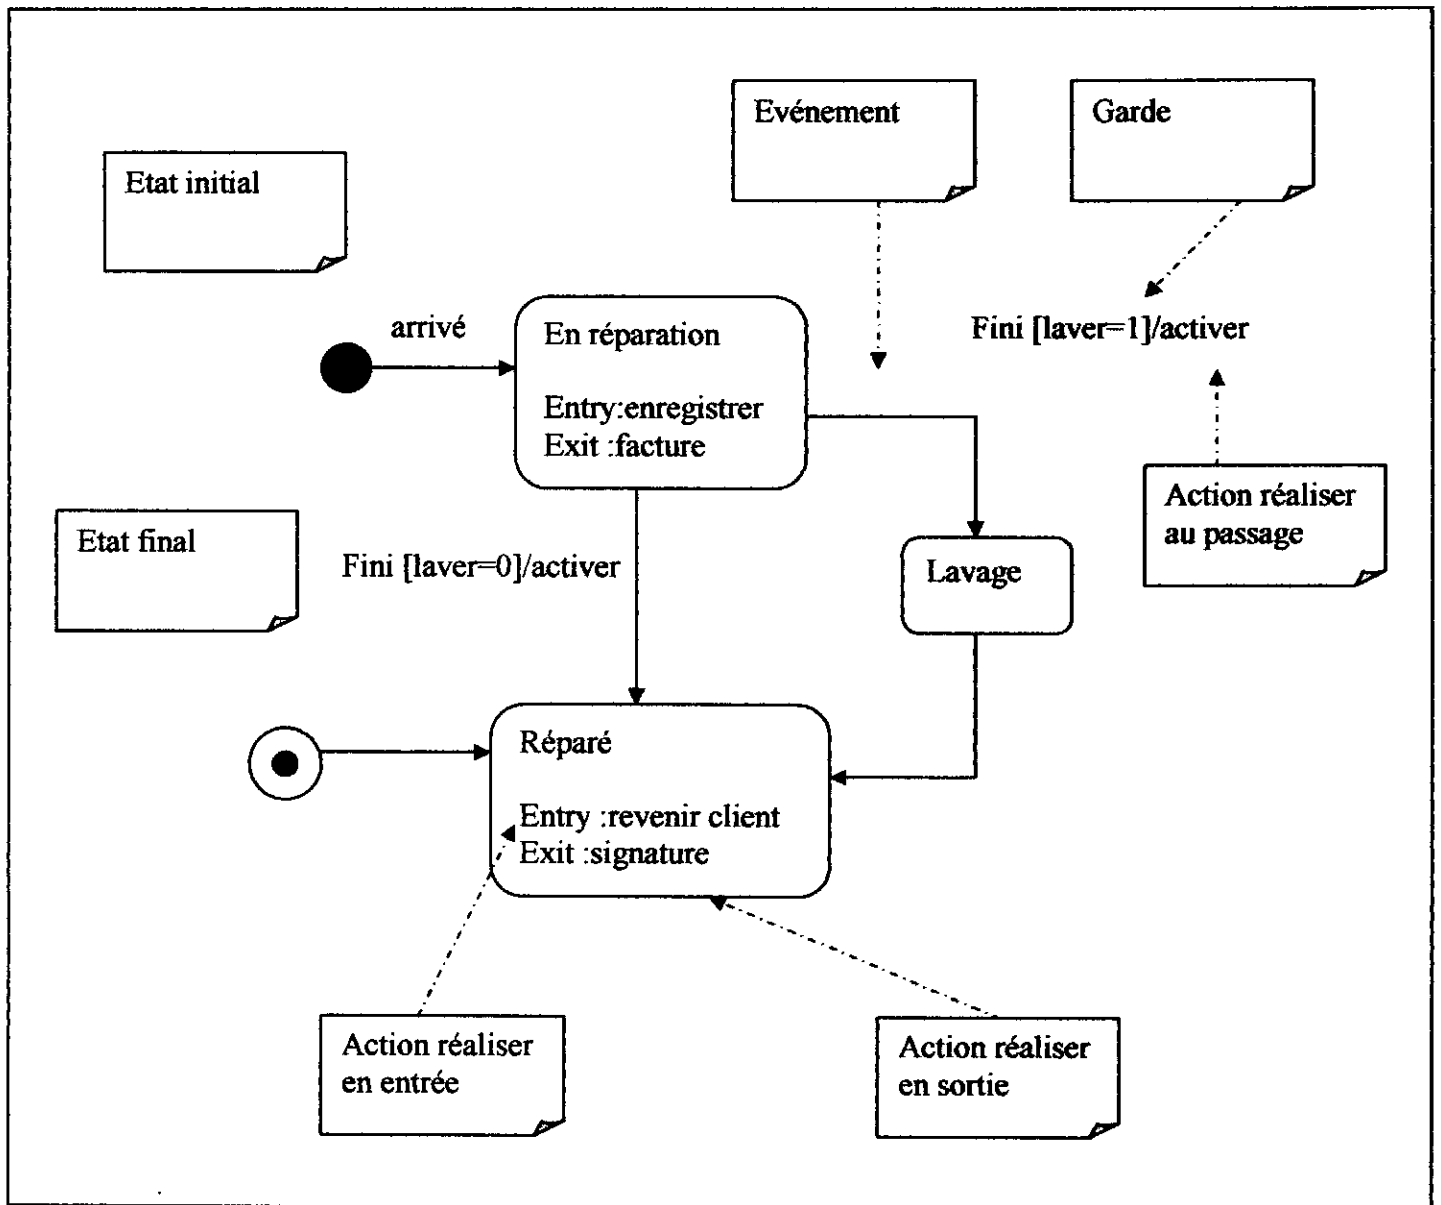 Evénement
Garde
Etat initial
arrivé
En réparation
Fini [laver=1]/activer
Entry:enregistrer
Exit :facture
Action réaliser
au passage
Etat final
Fini [laver=0]/activer
Lavage
Réparé
Entry :revenir client
Exit :signature
Action réaliser
en entrée
Action réaliser
en sortie